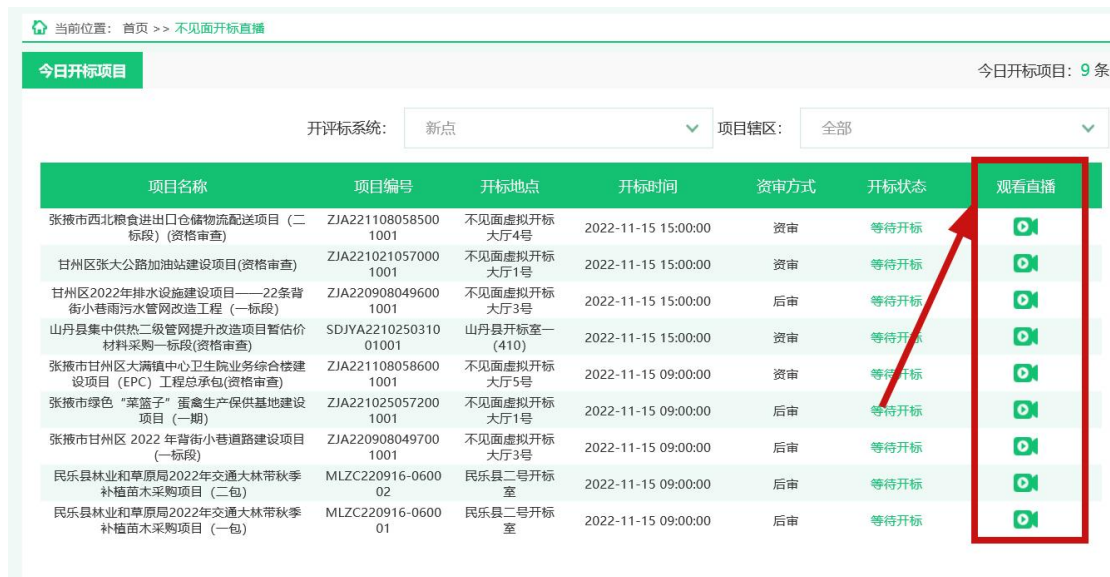 当前位置： 首页 >> 不见面开标直播
今日开标项目
今日开标项目：9 条
开评标系统： 新点 项目辖区： 全部
项目名称 项目编号 开标地点 开标时间 资审方式 开标状态 观看直播
张掖市西北粮食进出口仓储物流配送项目（二 ZJA221108058500 不见面虚拟开标
标段）(资格审查) 1001 大厅4号 2022-11-15 15:00:00 资审 等待开标
甘州区张大公路加油站建设项目(资格审查) ZJA221021057000 不见面虚拟开标
1001 大厅1号 2022-11-15 15:00:00 资审 等待开标
甘州区2022年排水设施建设项目——22条背 ZJA220908049600 不见面虚拟开标
街小巷雨污水管网改造工程（一标段） 1001 大厅3号 2022-11-15 15:00:00 后审 等待开标
山丹县集中供热二级管网提升改造项目暂估价 SDJYA2210250310 山丹县开标室一
材料采购一标段(资格审查) 01001 (410) 2022-11-15 15:00:00 资审 等待开标
张掖市甘州区大满镇中心卫生院业务综合楼建 ZJA221108058600 不见面虚拟开标
设项目（EPC）工程总承包(资格审查) 1001 大厅5号 2022-11-15 09:00:00 资审 等待开标
张掖市绿色“菜篮子”蛋禽生产保供基地建设 ZJA221025057200 不见面虚拟开标
项目（一期） 1001 大厅1号 2022-11-15 09:00:00 后审 等待开标
张掖市甘州区 2022 年背街小巷道路建设项目 ZJA220908049700 不见面虚拟开标
(一标段) 1001 大厅3号 2022-11-15 09:00:00 后审 等待开标
民乐县林业和草原局2022年交通大林带秋季 MLZC220916-0600 民乐县二号开标
补植苗木采购项目（二包） 02 室 2022-11-15 09:00:00 后审 等待开标
民乐县林业和草原局2022年交通大林带秋季 MLZC220916-0600 民乐县二号开标
补植苗木采购项目（一包） 01 室 2022-11-15 09:00:00 后审 等待开标